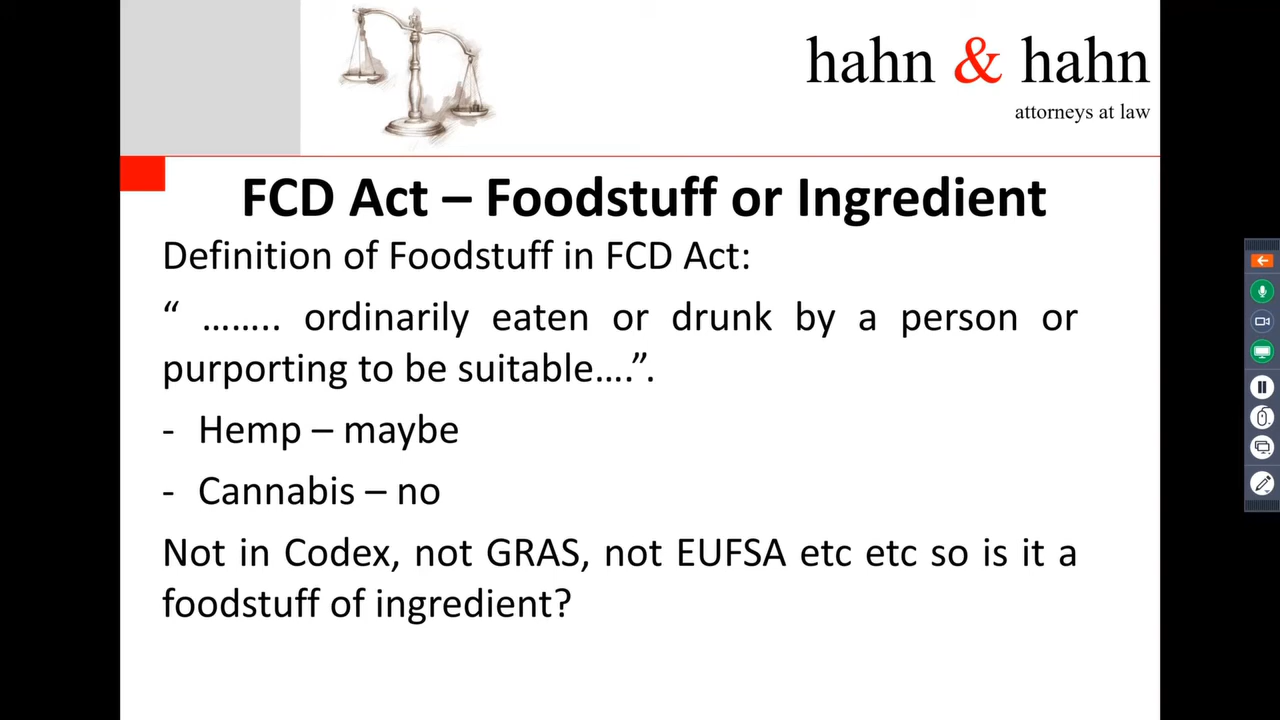 hahn & hahn
attorneys at law
FCD Act – Foodstuff or Ingredient
Definition of Foodstuff in FCD Act:
“ …….. ordinarily eaten or drunk by a person or
purporting to be suitable….”.
- Hemp – maybe
- Cannabis – no
Not in Codex, not GRAS, not EUFSA etc etc so is it a
foodstuff of ingredient?